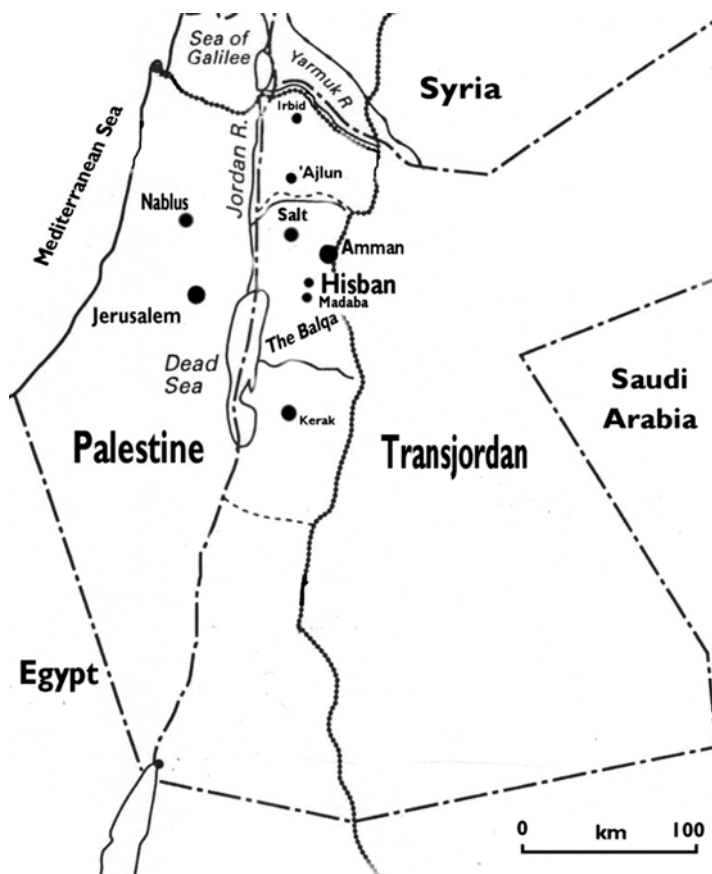 Sea of
Galilee
Yarmuk R
Syria
Mediterranean Sea
Irbid
Jordan R.
'Ajlun
Nablus
Salt
Amman
Hisban
Madaba
Jerusalem
The Balqa
Dead
Sea
Saudi
Arabia
Kerak
Palestine
Transjordan
Egypt
0 km 100